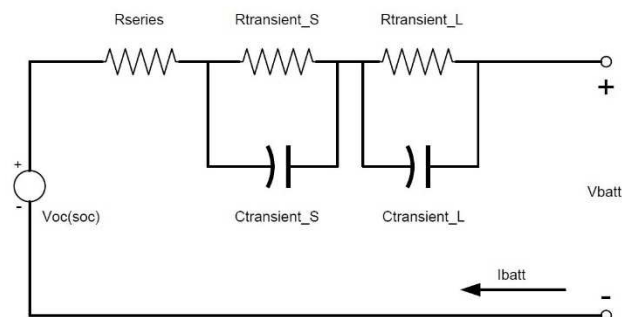 Rseries Rtransient_S Rtransient_L
+
+
-
Voc(soc) Ctransient_S Ctransient_L Vbatt
Ibatt
-